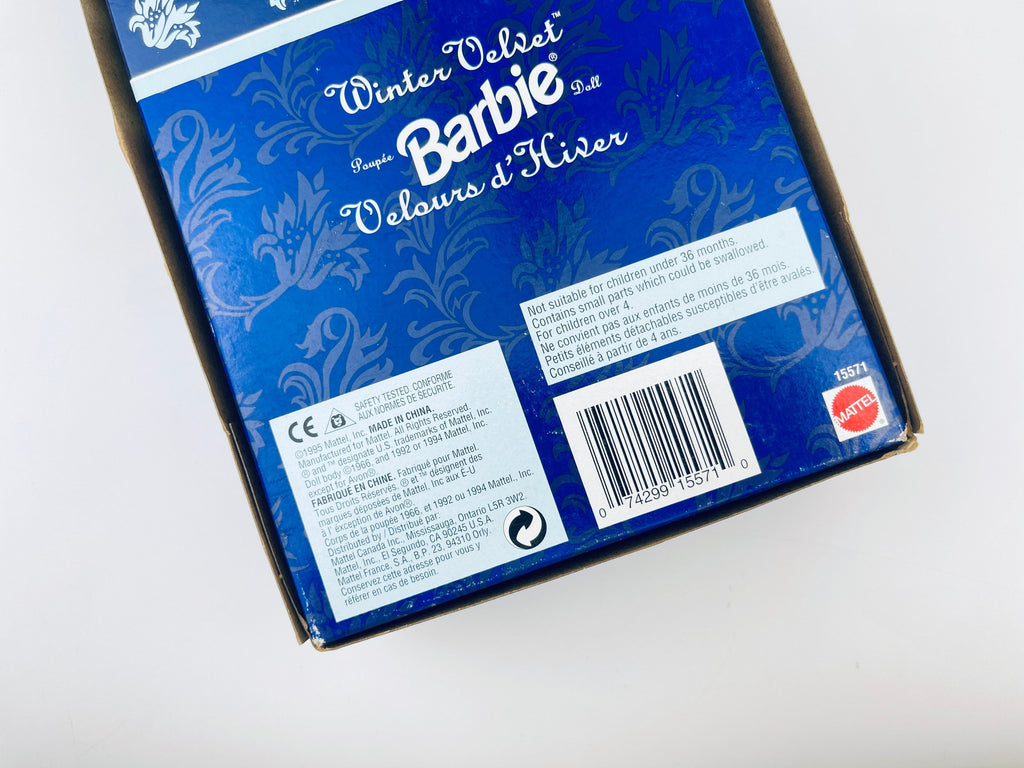 Winter Velvet™
Poupée Barbie® Doll
Velours d'Hiver
Not suitable for children under 36 months.
Contains small parts which could be swallowed.
For children over 4.
Ne convient pas aux enfants de moins de 36 mois.
Petits éléments détachables susceptibles d'être avalés.
Conseillé à partir de 4 ans.
15571
MATTEL
CE
SAFETY TESTED. CONFORME
AUX NORMES DE SECURITE.
©1995 Mattel, Inc. MADE IN CHINA.
Manufactured for Mattel. All Rights Reserved.
® and ™ designate U.S. trademarks of Mattel, Inc.
except for Avon®.
Doll body ©1966, and 1992 or 1994 Mattel, Inc.
FABRIQUÉ EN CHINE. Fabriqué pour Mattel.
Tous Droits Réservés. ® et ™ désignent des
marques déposées de Mattel, Inc aux E-U
à l'exception de Avon®.
Corps de la poupée 1966, et 1992 ou 1994 Mattel., Inc.
Distributed by / Distribué par:
Mattel Canada Inc., Mississauga, Ontario L5R 3W2.
Mattel, Inc., El Segundo, CA 90245 U.S.A.
Mattel France, S.A., B.P. 23, 94310 Orly.
Conservez cette adresse pour vous y
référer en cas de besoin.
0 74299 15571 0